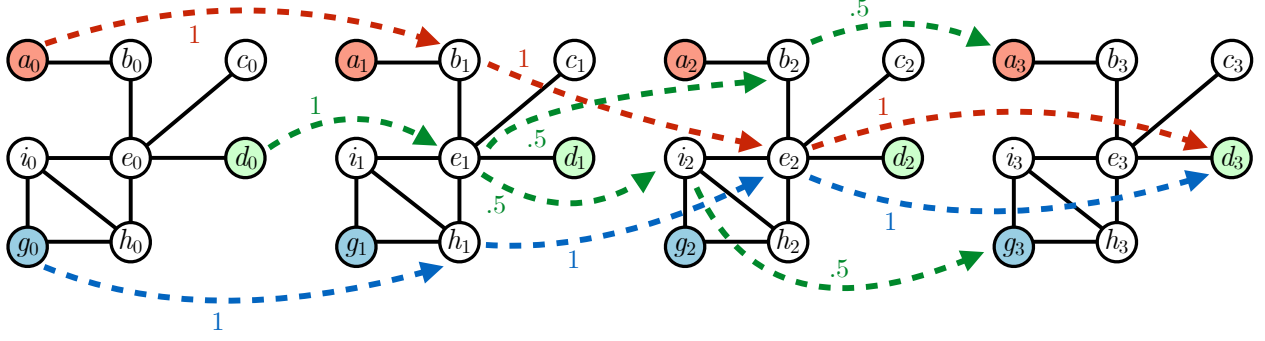 .5 .5
1 1 1
a₀ b₀ c₀ a₁ b₁ c₁ a₂ b₂ c₂ a₃ b₃ c₃
1 .5
i₀ e₀ d₀ i₁ e₁ d₁ i₂ e₂ d₂ i₃ e₃ d₃
.5 1
g₀ h₀ g₁ h₁ g₂ h₂ g₃ h₃
1 .5
1